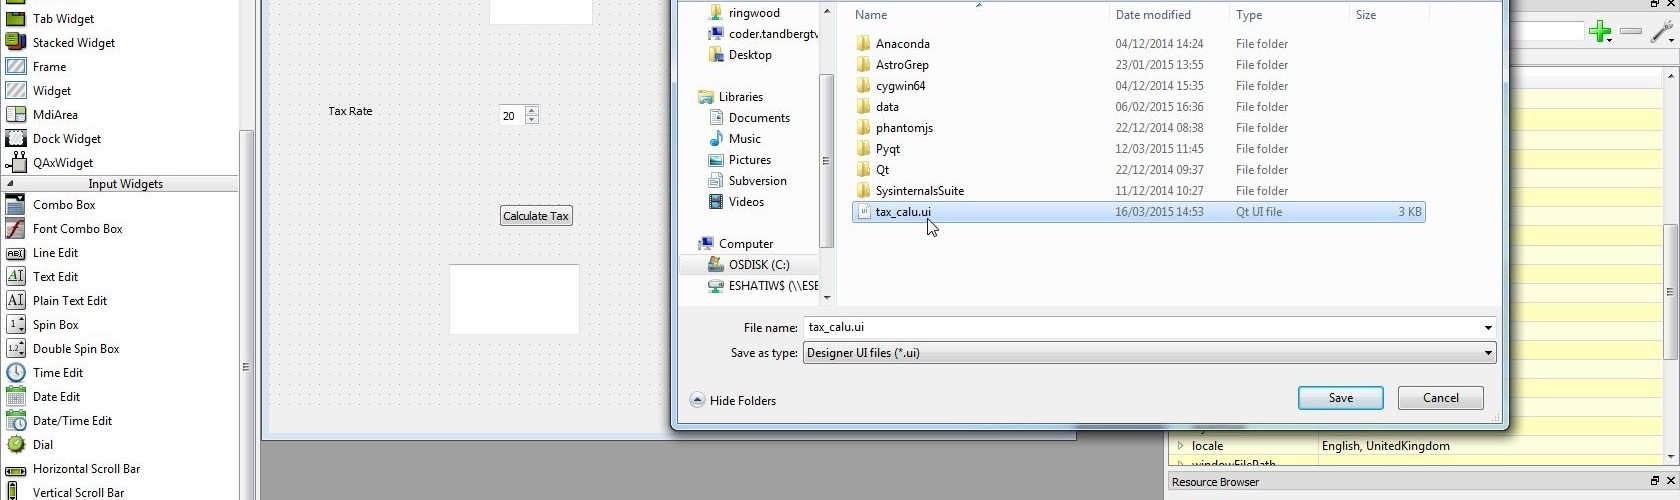 Tab Widget
Stacked Widget
Frame
Widget
MdiArea
Dock Widget
QAxWidget
Input Widgets
Combo Box
Font Combo Box
Line Edit
Text Edit
Plain Text Edit
Spin Box
Double Spin Box
Time Edit
Date Edit
Date/Time Edit
Dial
Horizontal Scroll Bar
Vertical Scroll Bar
Tax Rate
20
Calculate Tax
ringwood
coder.tandbergtv
Desktop
Libraries
Documents
Music
Pictures
Subversion
Videos
Computer
OSDISK (C:)
ESHATIW$ (\\ESE
Name Date modified Type Size
Anaconda 04/12/2014 14:24 File folder
AstroGrep 23/01/2015 13:55 File folder
cygwin64 04/12/2014 15:35 File folder
data 06/02/2015 16:36 File folder
phantomjs 22/12/2014 08:38 File folder
Pyqt 12/03/2015 11:45 File folder
Qt 22/12/2014 09:37 File folder
SysinternalsSuite 11/12/2014 10:27 File folder
tax_calu.ui 16/03/2015 14:53 Qt UI file 3 KB
File name: tax_calu.ui
Save as type: Designer UI files (*.ui)
Hide Folders
Save Cancel
locale English, UnitedKingdom
windowFilePath
Resource Browser